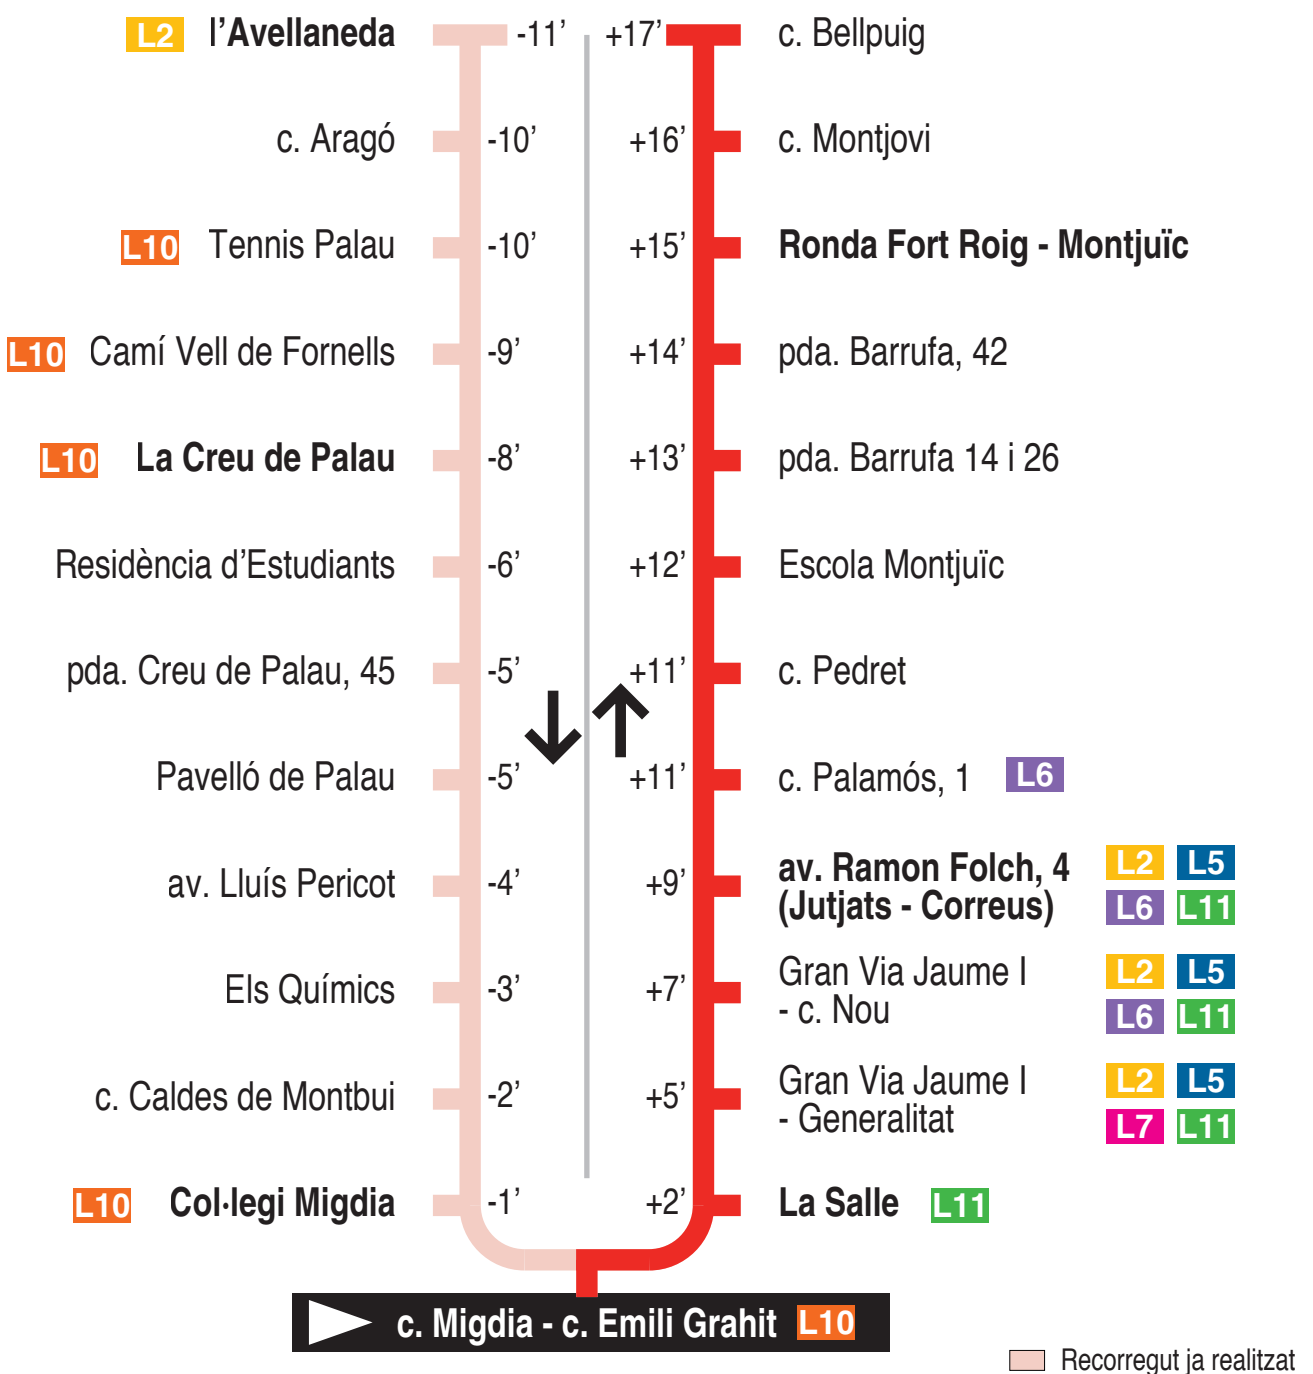 L2 l’Avellaneda -11’ +17’ c. Bellpuig
c. Aragó -10’ +16’ c. Montjovi
L10 Tennis Palau -10’ +15’ Ronda Fort Roig - Montjuïc
L10 Camí Vell de Fornells -9’ +14’ pda. Barrufa, 42
L10 La Creu de Palau -8’ +13’ pda. Barrufa 14 i 26
Residència d’Estudiants -6’ +12’ Escola Montjuïc
pda. Creu de Palau, 45 -5’ +11’ c. Pedret
Pavelló de Palau -5’ +11’ c. Palamós, 1 L6
av. Lluís Pericot -4’ +9’ av. Ramon Folch, 4 L2 L5
(Jutjats - Correus) L6 L11
Els Químics -3’ +7’ Gran Via Jaume I L2 L5
- c. Nou L6 L11
c. Caldes de Montbui -2’ +5’ Gran Via Jaume I L2 L5
- Generalitat L7 L11
L10 Col·legi Migdia -1’ +2’ La Salle L11
c. Migdia - c. Emili Grahit L10
Recorregut ja realitzat